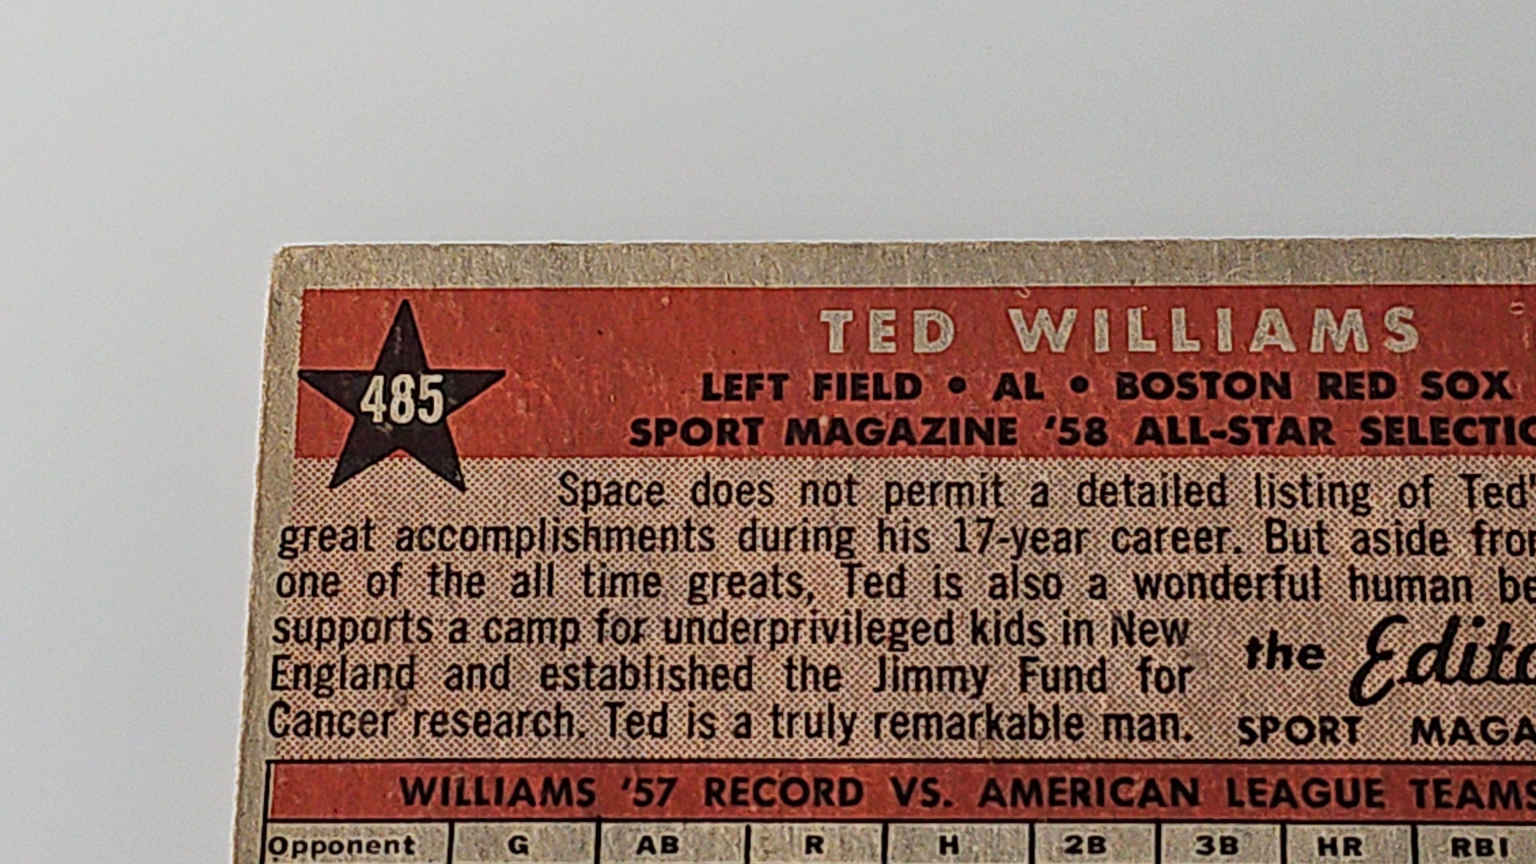 485
TED WILLIAMS
LEFT FIELD • AL • BOSTON RED SOX
SPORT MAGAZINE '58 ALL-STAR
Space does not permit a detailed listing of Ted'
great accomplishments during his 17-year career. But aside
one of the all time greats, Ted is also a wonderful human
supports a camp for underprivileged kids in New
England and established the Jimmy Fund for
Cancer research. Ted is a truly remarkable man.
the
SPORT
WILLIAMS '57 RECORD VS. AMERICAN LEAGUE TEAMS
Opponent G AB R H 2B 3B HR RBI